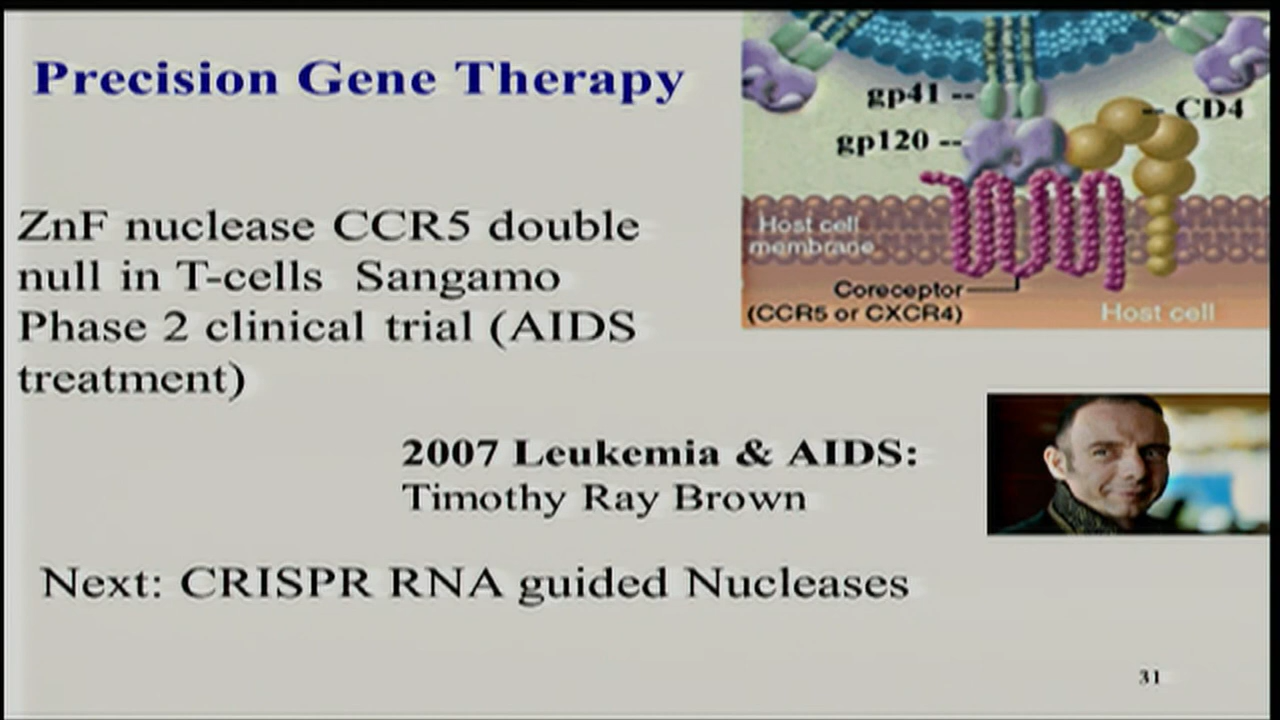 Precision Gene Therapy
gp41 --
-- CD4
gp120 --
Host cell
membrane
Coreceptor
(CCR5 or CXCR4)
Host cell
ZnF nuclease CCR5 double
null in T-cells Sangamo
Phase 2 clinical trial (AIDS
treatment)
2007 Leukemia & AIDS:
Timothy Ray Brown
Next: CRISPR RNA guided Nucleases
31